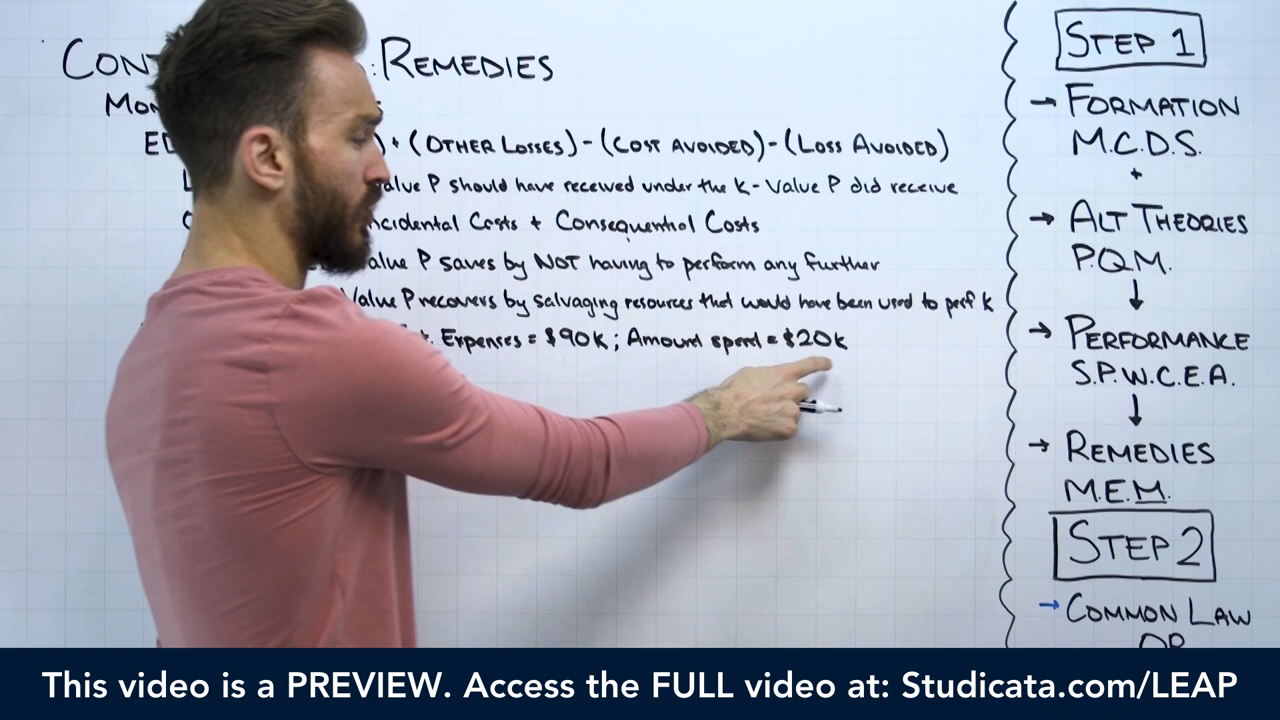 CONT : REMEDIES
MON
ED ) + (OTHER LOSSES) - (COST AVOIDED) - (LOSS AVOIDED)
L alue P should have received under the K - Value P did receive
ncidental Costs + Consequential Costs
alue P saves by NOT having to perform any further
Value P recovers by salvaging resources that would have been used to perf K
k. Expenses = $90k; Amount spend = $20k
STEP 1
→ FORMATION
M.C.D.S.
+
→ ALT THEORIES
P.Q.M.
↓
→ PERFORMANCE
S.P.W.C.E.A.
↓
→ REMEDIES
M.E.M.
STEP 2
→ COMMON LAW
OR
This video is a PREVIEW. Access the FULL video at: Studicata.com/LEAP